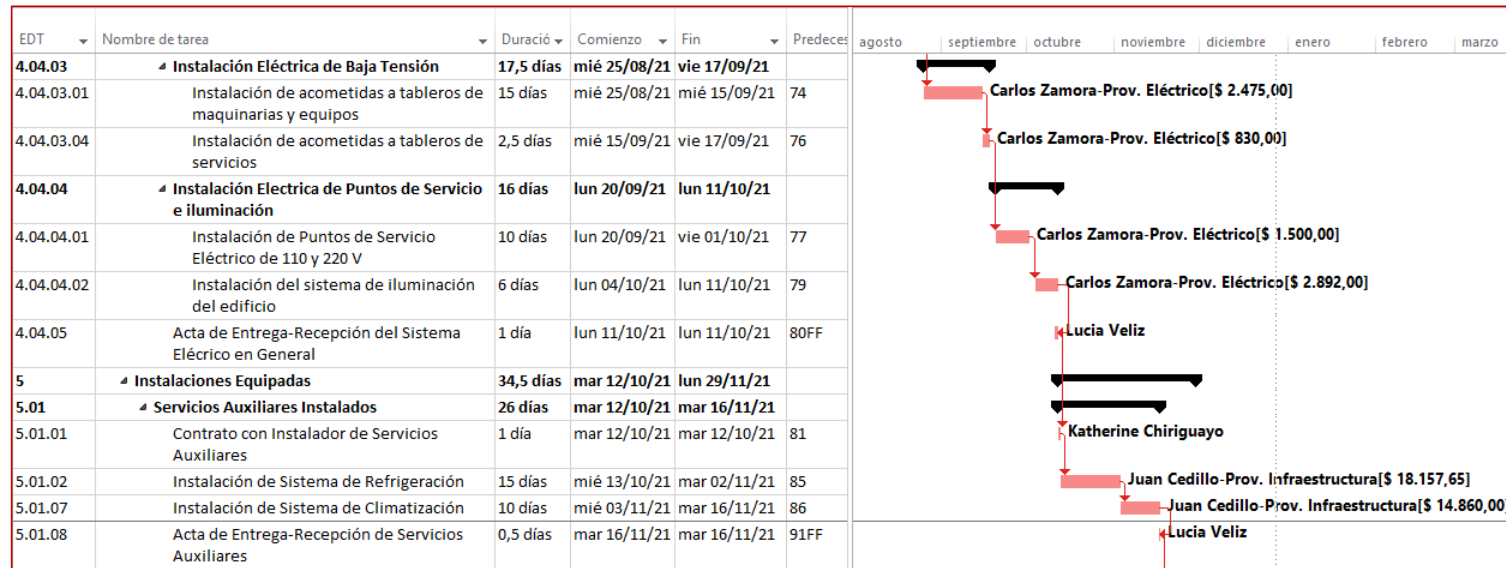 EDT Nombre de tarea Duració Comienzo Fin Predeces agosto septiembre octubre noviembre diciembre enero febrero marzo
4.04.03 Instalación Eléctrica de Baja Tensión 17,5 días mié 25/08/21 vie 17/09/21
4.04.03.01 Instalación de acometidas a tableros de 15 días mié 25/08/21 mié 15/09/21 74 Carlos Zamora-Prov. Eléctrico[$ 2.475,00]
maquinarias y equipos
4.04.03.04 Instalación de acometidas a tableros de 2,5 días mié 15/09/21 vie 17/09/21 76 Carlos Zamora-Prov. Eléctrico[$ 830,00]
servicios
4.04.04 Instalación Electrica de Puntos de Servicio 16 días lun 20/09/21 lun 11/10/21
e iluminación
4.04.04.01 Instalación de Puntos de Servicio 10 días lun 20/09/21 vie 01/10/21 77 Carlos Zamora-Prov. Eléctrico[$ 1.500,00]
Eléctrico de 110 y 220 V
4.04.04.02 Instalación del sistema de iluminación 6 días lun 04/10/21 lun 11/10/21 79 Carlos Zamora-Prov. Eléctrico[$ 2.892,00]
del edificio
4.04.05 Acta de Entrega-Recepción del Sistema 1 día lun 11/10/21 lun 11/10/21 80FF Lucia Veliz
Elécrico en General
5 Instalaciones Equipadas 34,5 días mar 12/10/21 lun 29/11/21
5.01 Servicios Auxiliares Instalados 26 días mar 12/10/21 mar 16/11/21
5.01.01 Contrato con Instalador de Servicios 1 día mar 12/10/21 mar 12/10/21 81 Katherine Chiriguayo
Auxiliares
5.01.02 Instalación de Sistema de Refrigeración 15 días mié 13/10/21 mar 02/11/21 85 Juan Cedillo-Prov. Infraestructura[$ 18.157,65]
5.01.07 Instalación de Sistema de Climatización 10 días mié 03/11/21 mar 16/11/21 86 Juan Cedillo-Prov. Infraestructura[$ 14.860,00]
5.01.08 Acta de Entrega-Recepción de Servicios 0,5 días mar 16/11/21 mar 16/11/21 91FF Lucia Veliz
Auxiliares